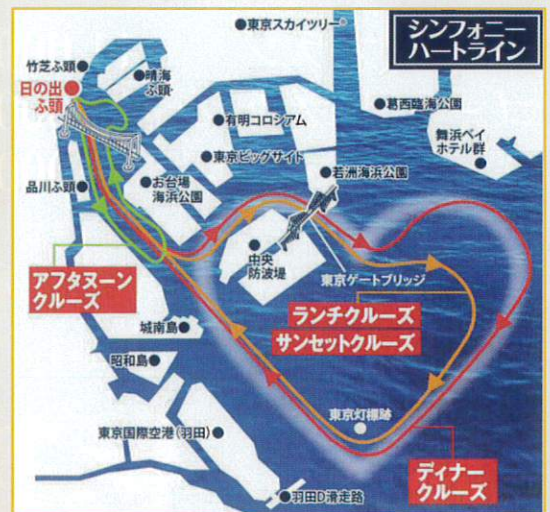 シンフォニー
ハートライン
東京スカイツリー®
竹芝ふ頭
晴海
ふ頭
日の出
ふ頭
葛西臨海公園
有明コロシアム
舞浜ベイ
ホテル群
東京ビッグサイト
若洲海浜公園
品川ふ頭
お台場
海浜公園
中央
防波堤
東京ゲートブリッジ
アフタヌーン
クルーズ
ランチクルーズ
サンセットクルーズ
城南島
昭和島
東京灯標跡
東京国際空港(羽田)
ディナー
クルーズ
羽田D滑走路